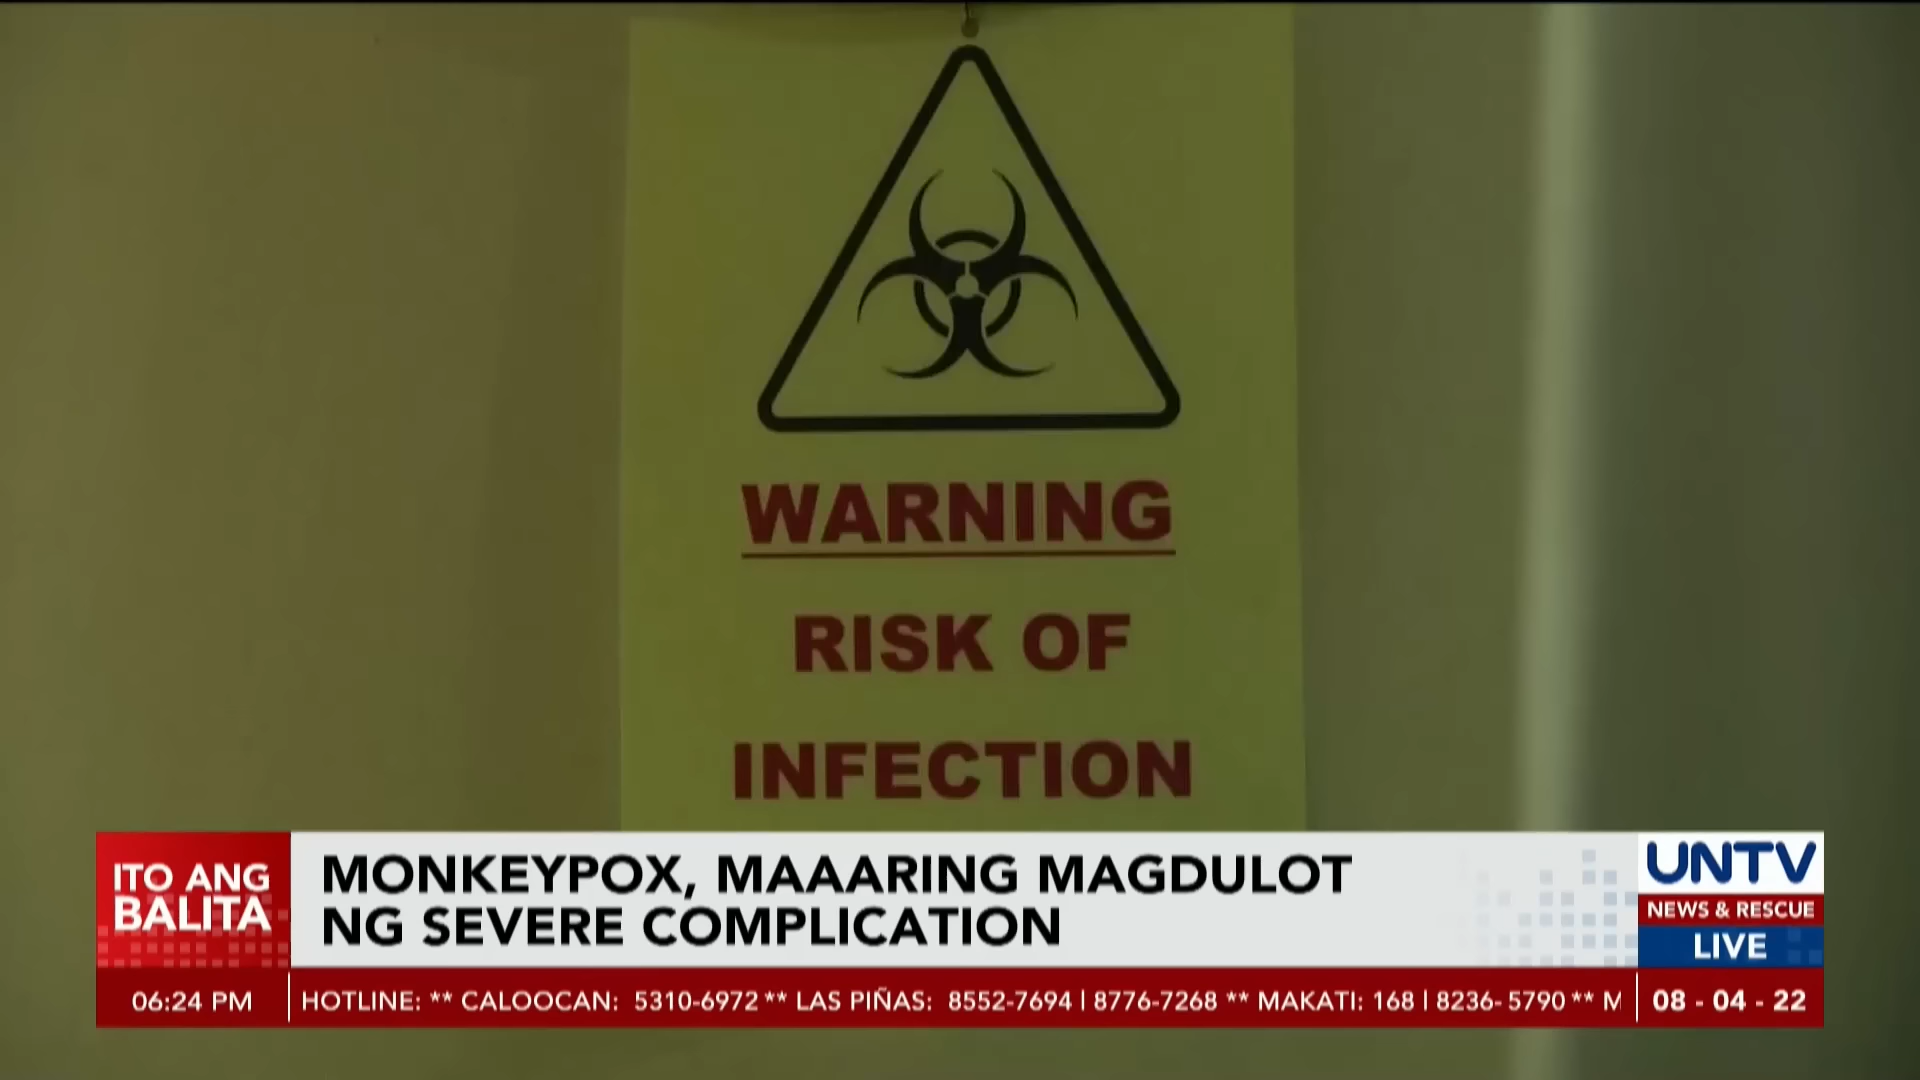 WARNING
RISK OF
INFECTION
ITO ANG
BALITA
MONKEYPOX, MAAARING MAGDULOT
NG SEVERE COMPLICATION
UNTV
NEWS & RESCUE
LIVE
06:24 PM
HOTLINE: ** CALOOCAN: 5310-6972 ** LAS PIÑAS: 8552-7694 | 8776-7268 ** MAKATI: 168 | 8236- 5790 ** M
08 - 04 - 22